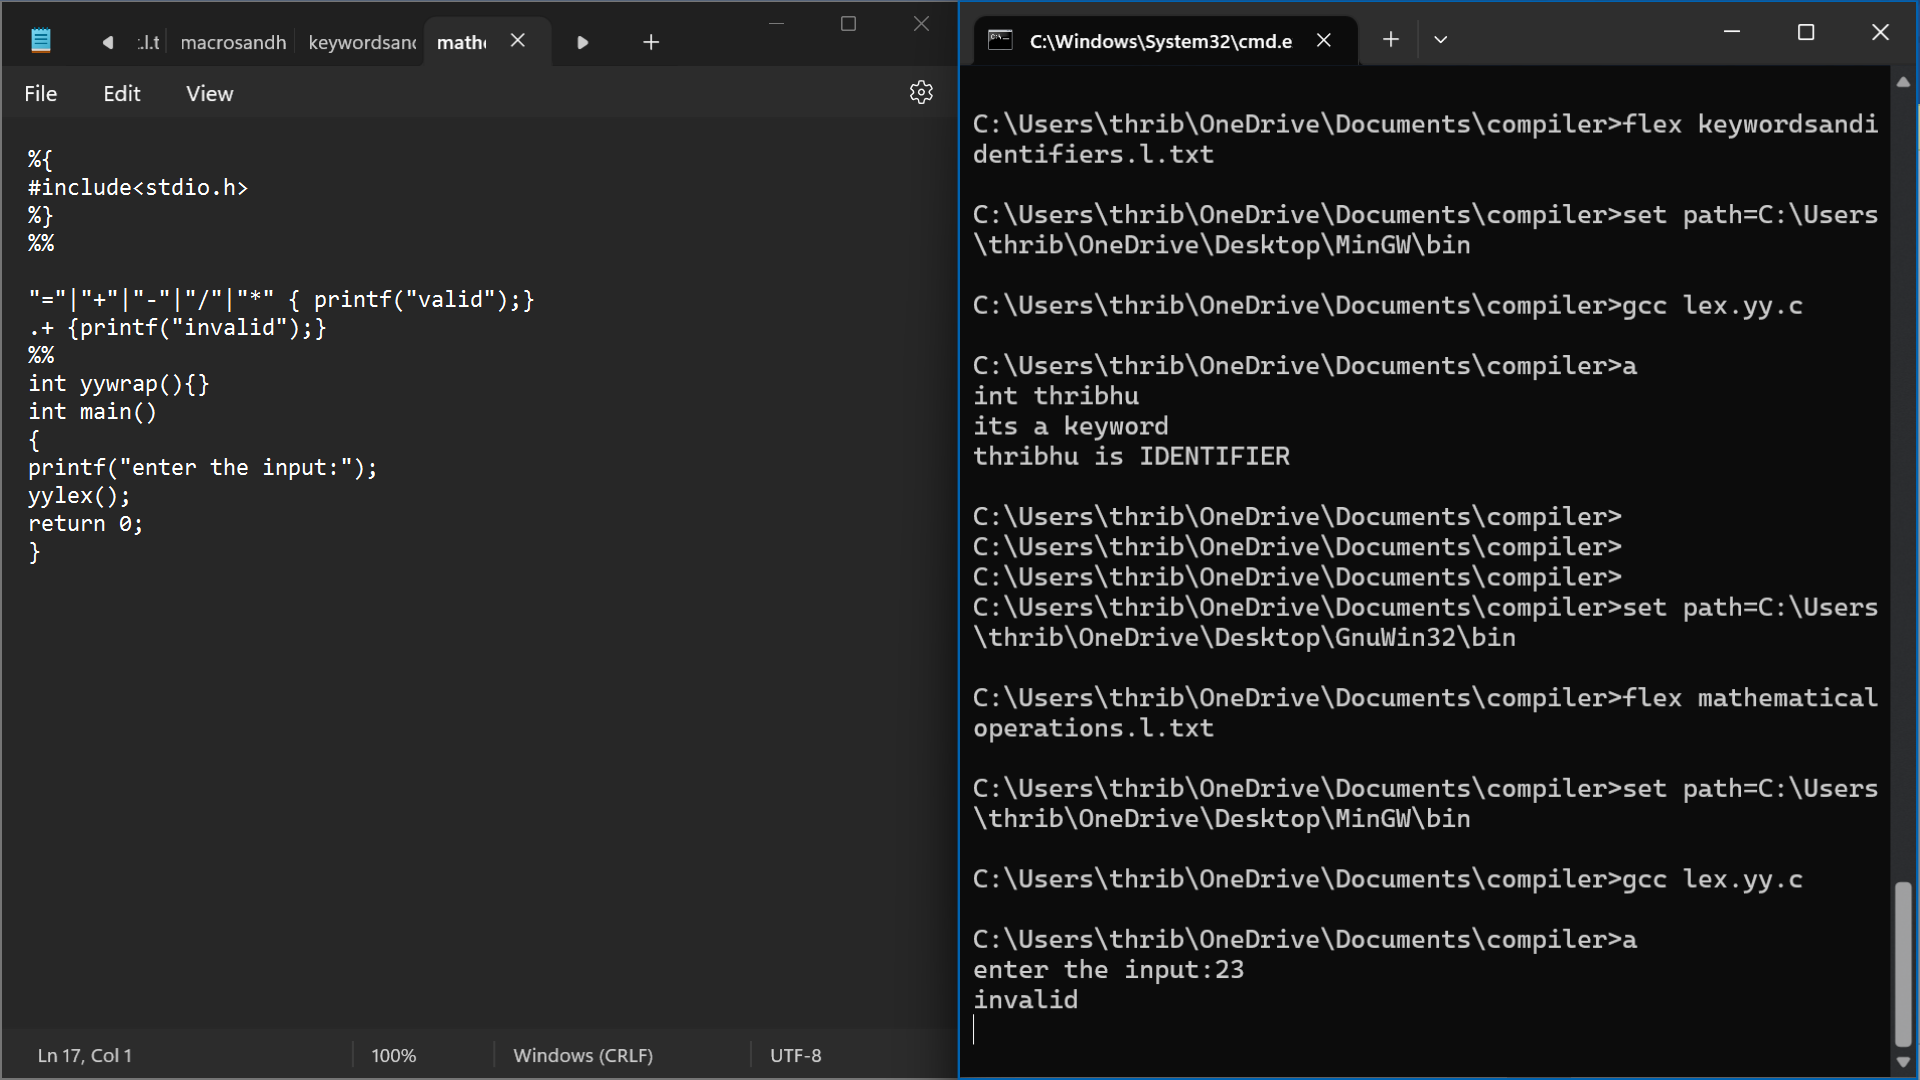 :.l.t macrosandh keywordsand mathe
File Edit View
%{
#include<stdio.h>
%}
%%
"="|"+"|"-"|"/"|"*" { printf("valid");}
.+ {printf("invalid");}
%%
int yywrap(){}
int main()
{
printf("enter the input:");
yylex();
return 0;
}
Ln 17, Col 1 100% Windows (CRLF) UTF-8
C:\Windows\System32\cmd.e
C:\Users\thrib\OneDrive\Documents\compiler>flex keywordsandi
dentifiers.l.txt
C:\Users\thrib\OneDrive\Documents\compiler>set path=C:\Users
\thrib\OneDrive\Desktop\MinGW\bin
C:\Users\thrib\OneDrive\Documents\compiler>gcc lex.yy.c
C:\Users\thrib\OneDrive\Documents\compiler>a
int thribhu
its a keyword
thribhu is IDENTIFIER
C:\Users\thrib\OneDrive\Documents\compiler>
C:\Users\thrib\OneDrive\Documents\compiler>
C:\Users\thrib\OneDrive\Documents\compiler>
C:\Users\thrib\OneDrive\Documents\compiler>set path=C:\Users
\thrib\OneDrive\Desktop\GnuWin32\bin
C:\Users\thrib\OneDrive\Documents\compiler>flex mathematical
operations.l.txt
C:\Users\thrib\OneDrive\Documents\compiler>set path=C:\Users
\thrib\OneDrive\Desktop\MinGW\bin
C:\Users\thrib\OneDrive\Documents\compiler>gcc lex.yy.c
C:\Users\thrib\OneDrive\Documents\compiler>a
enter the input:23
invalid